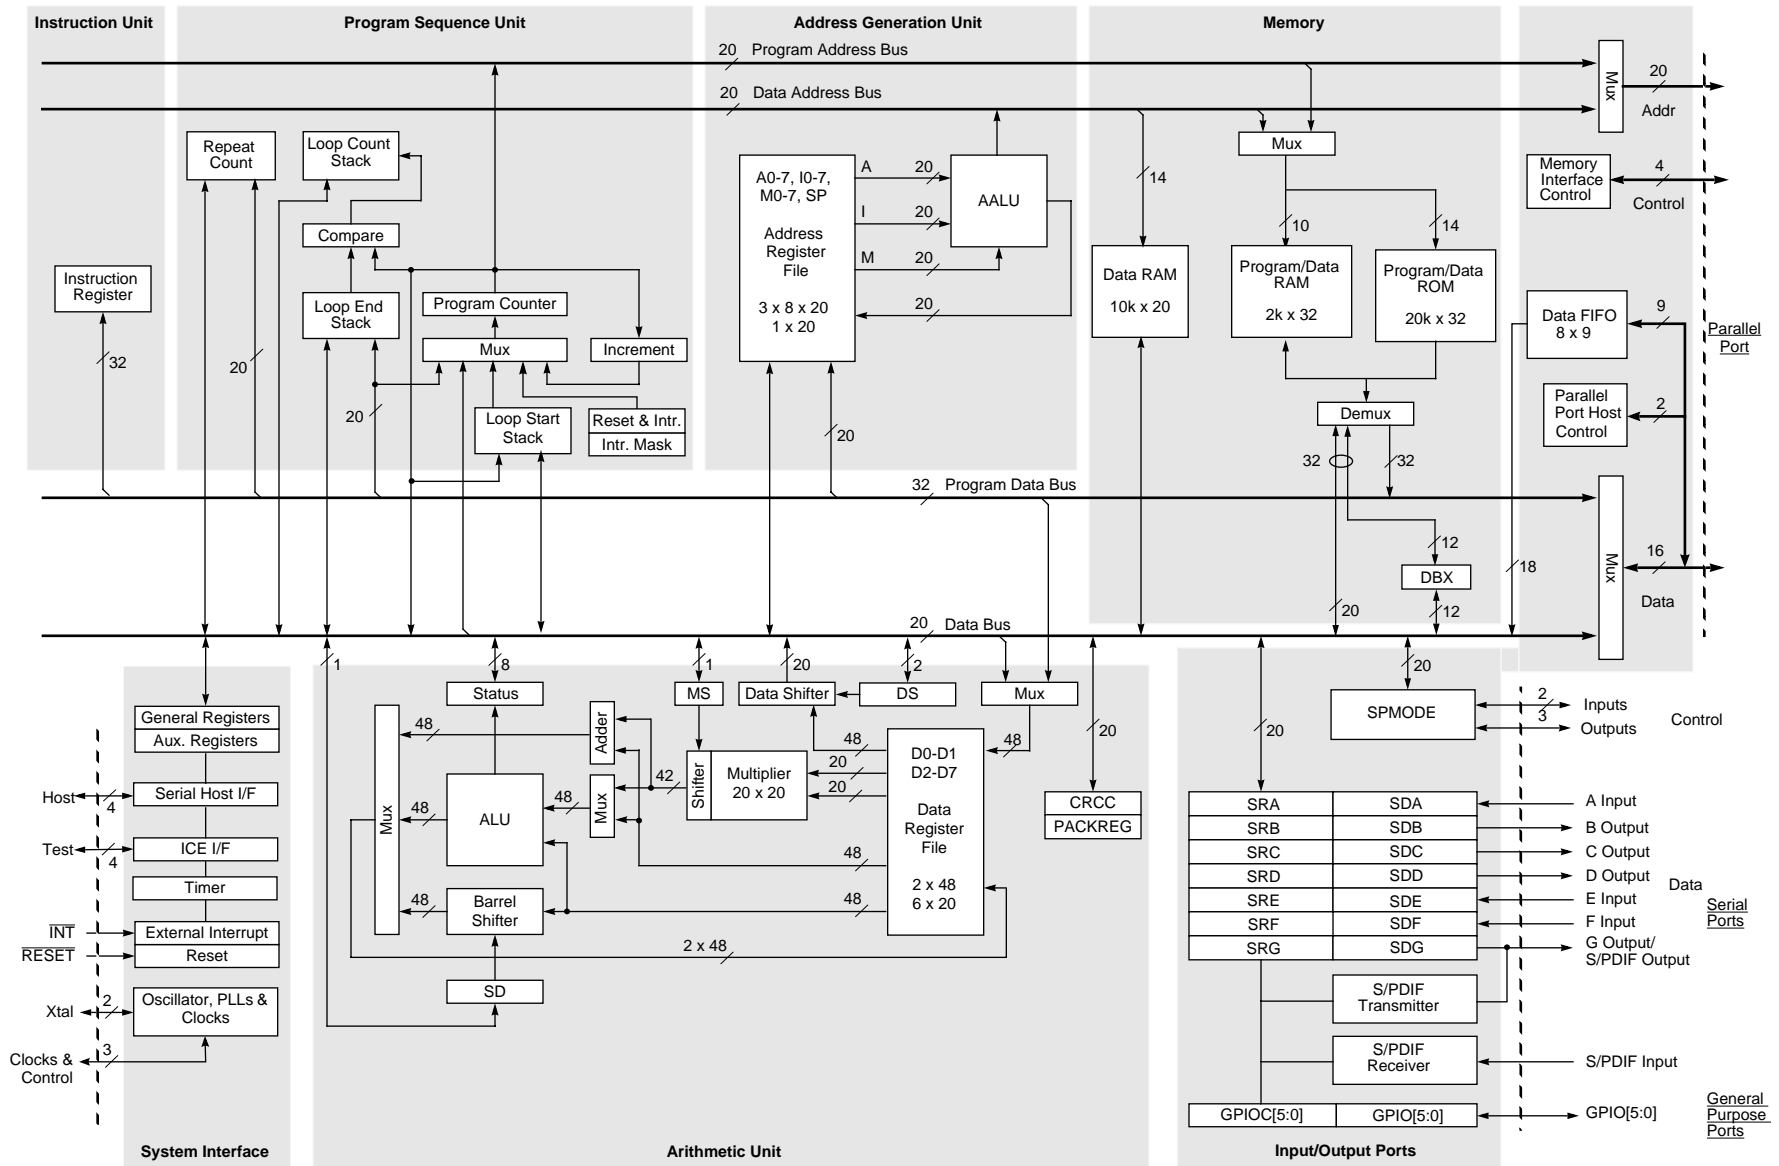 Instruction Unit
Program Sequence Unit
Address Generation Unit
Memory
20 Program Address Bus
20 Data Address Bus
Mux
20
Addr
Repeat
Count
Loop Count
Stack
Compare
Instruction
Register
Loop End
Stack
Program Counter
Mux
Increment
Loop Start
Stack
Reset & Intr.
Intr. Mask
32
20
20
A0-7, I0-7,
M0-7, SP
Address
Register
File
3 x 8 x 20
1 x 20
A
20
I
20
M
20
20
AALU
20
14
Mux
10
14
Data RAM
10k x 20
Program/Data
RAM
2k x 32
Program/Data
ROM
20k x 32
Demux
32
32
12
DBX
12
20
18
Memory
Interface
Control
4
Control
Data FIFO
8 x 9
9
Parallel
Port
Parallel
Port Host
Control
2
Mux
16
Data
32 Program Data Bus
20 Data Bus
1
8
1
20
2
20
20
20
General Registers
Aux. Registers
Host
4
Serial Host I/F
Test
4
ICE I/F
Timer
INT
External Interrupt
RESET
Reset
Xtal
2
Oscillator, PLLs &
Clocks
Clocks &
Control
3
System Interface
Status
MS
Data Shifter
DS
Mux
Mux
48
Adder
48
48
D0-D1
D2-D7
Data
Register
File
2 x 48
6 x 20
Shifter
Multiplier
20 x 20
20
20
42
Mux
48
ALU
48
48
Barrel
Shifter
48
48
2 x 48
SD
CRCC
PACKREG
Arithmetic Unit
SPMODE
2
Inputs
3
Outputs
Control
SRA
SDA
A Input
SRB
SDB
B Output
SRC
SDC
C Output
SRD
SDD
D Output
Data
SRE
SDE
E Input
Serial
Ports
SRF
SDF
F Input
SRG
SDG
G Output/
S/PDIF Output
S/PDIF
Transmitter
S/PDIF
Receiver
S/PDIF Input
GPIOC[5:0]
GPIO[5:0]
GPIO[5:0]
General
Purpose
Ports
Input/Output Ports